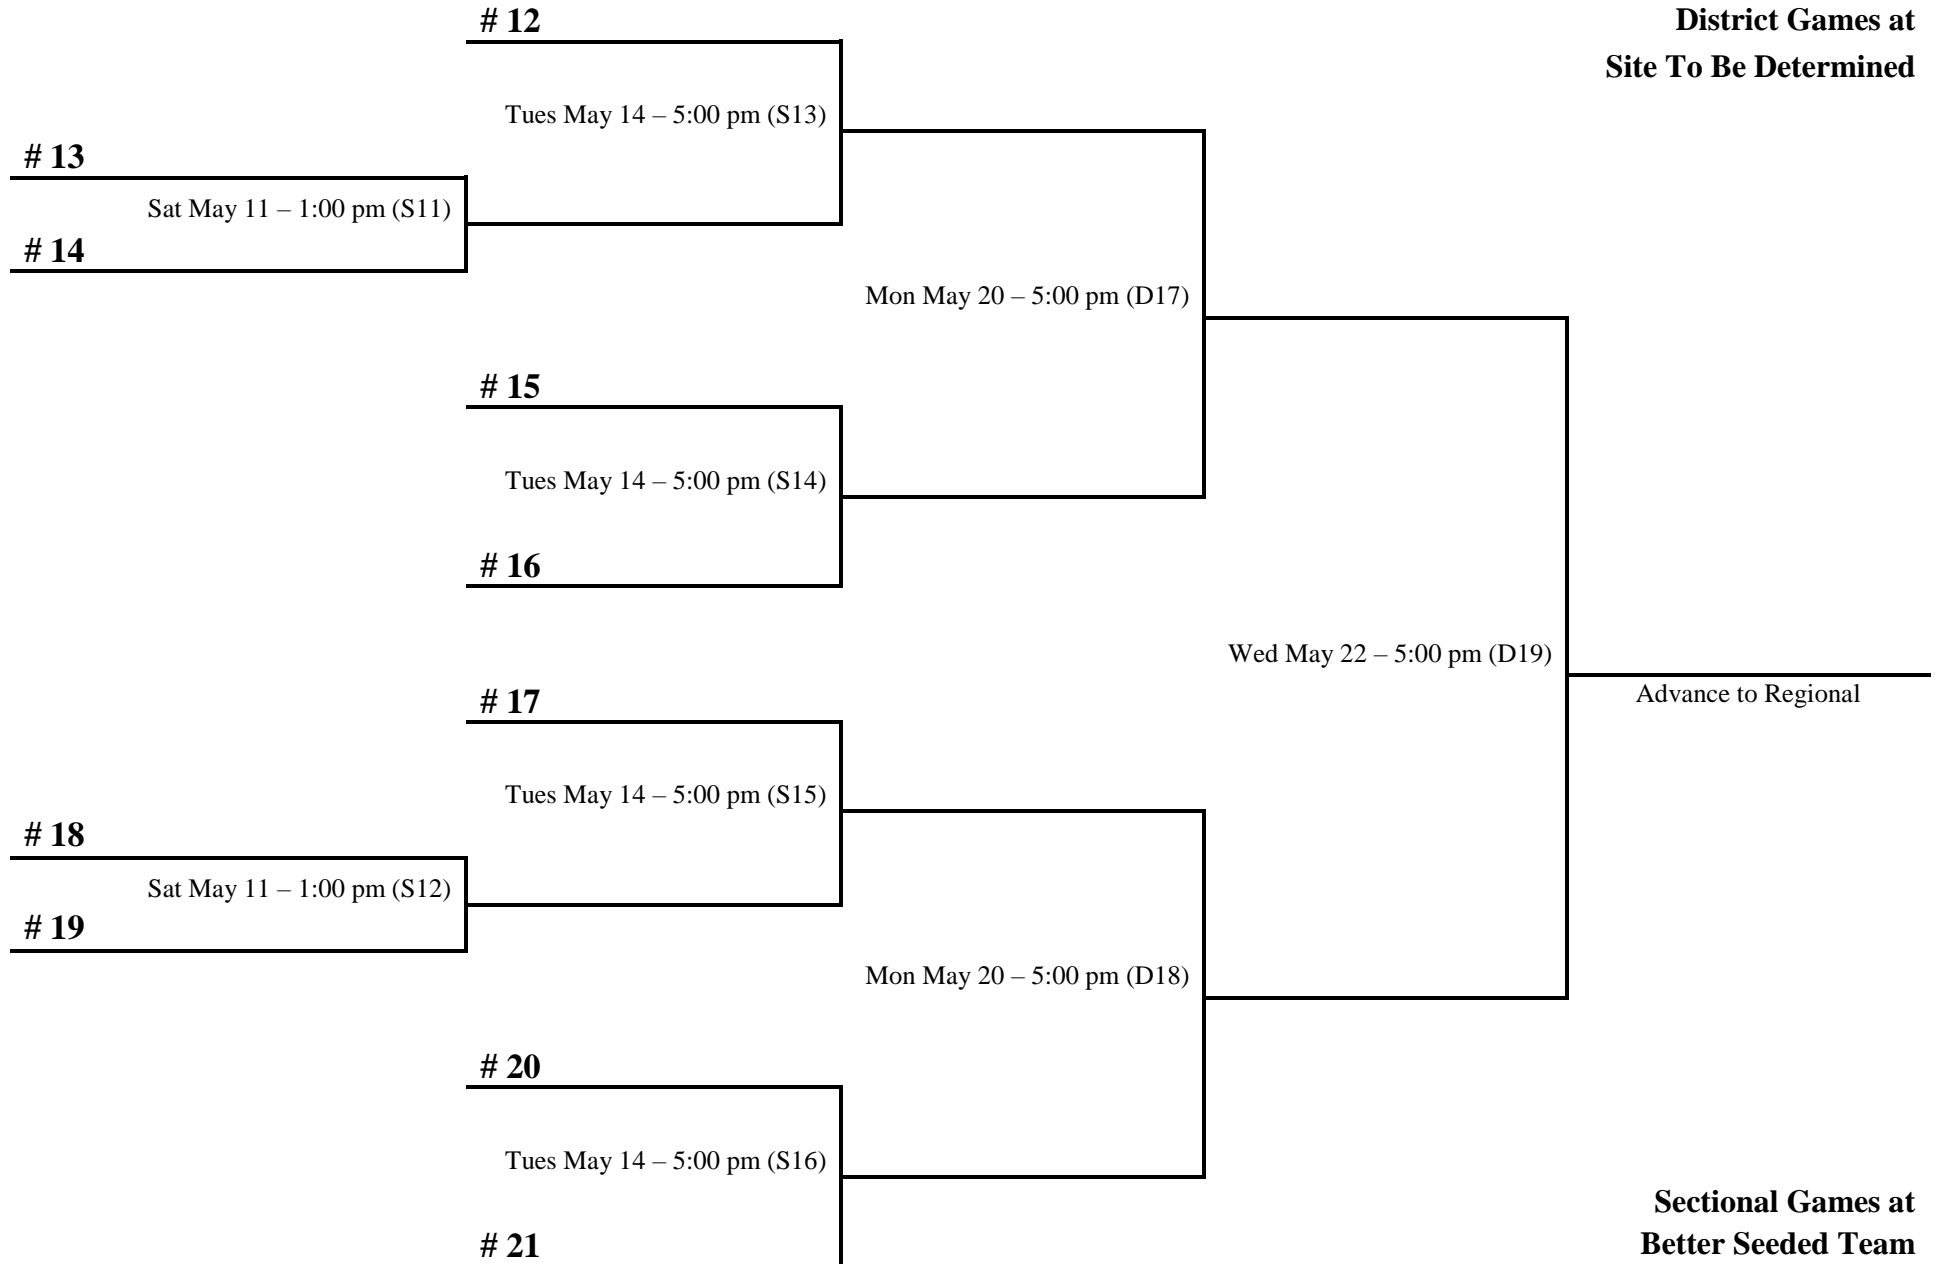 # 12
District Games at
Site To Be Determined
Tues May 14 – 5:00 pm (S13)
# 13
Sat May 11 – 1:00 pm (S11)
# 14
Mon May 20 – 5:00 pm (D17)
# 15
Tues May 14 – 5:00 pm (S14)
# 16
Wed May 22 – 5:00 pm (D19)
Advance to Regional
# 17
Tues May 14 – 5:00 pm (S15)
# 18
Sat May 11 – 1:00 pm (S12)
# 19
Mon May 20 – 5:00 pm (D18)
# 20
Tues May 14 – 5:00 pm (S16)
# 21
Sectional Games at
Better Seeded Team